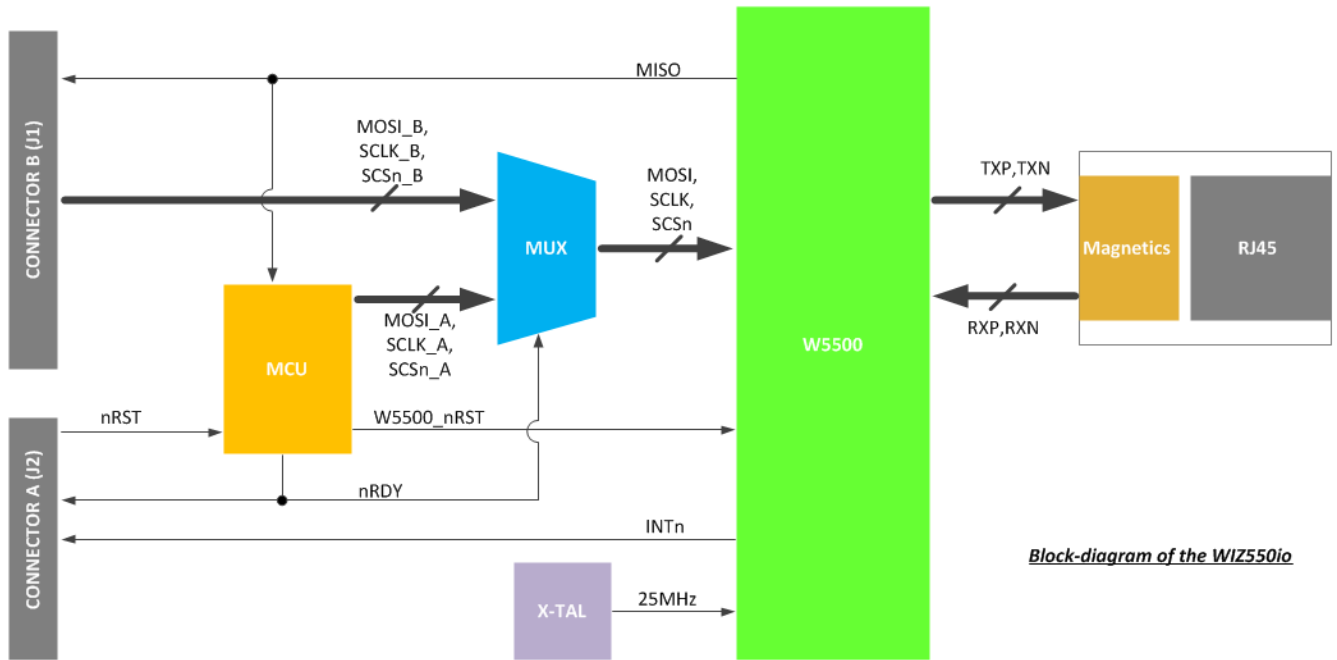 MISO
CONNECTOR B (J1)
MOSI_B,
SCLK_B,
SCSn_B
MOSI,
SCLK,
SCSn
TXP,TXN
MUX
Magnetics
RJ45
MOSI_A,
SCLK_A,
SCSn_A
RXP,RXN
W5500
MCU
nRST
W5500_nRST
CONNECTOR A (J2)
nRDY
INTn
Block-diagram of the WIZ550io
X-TAL
25MHz